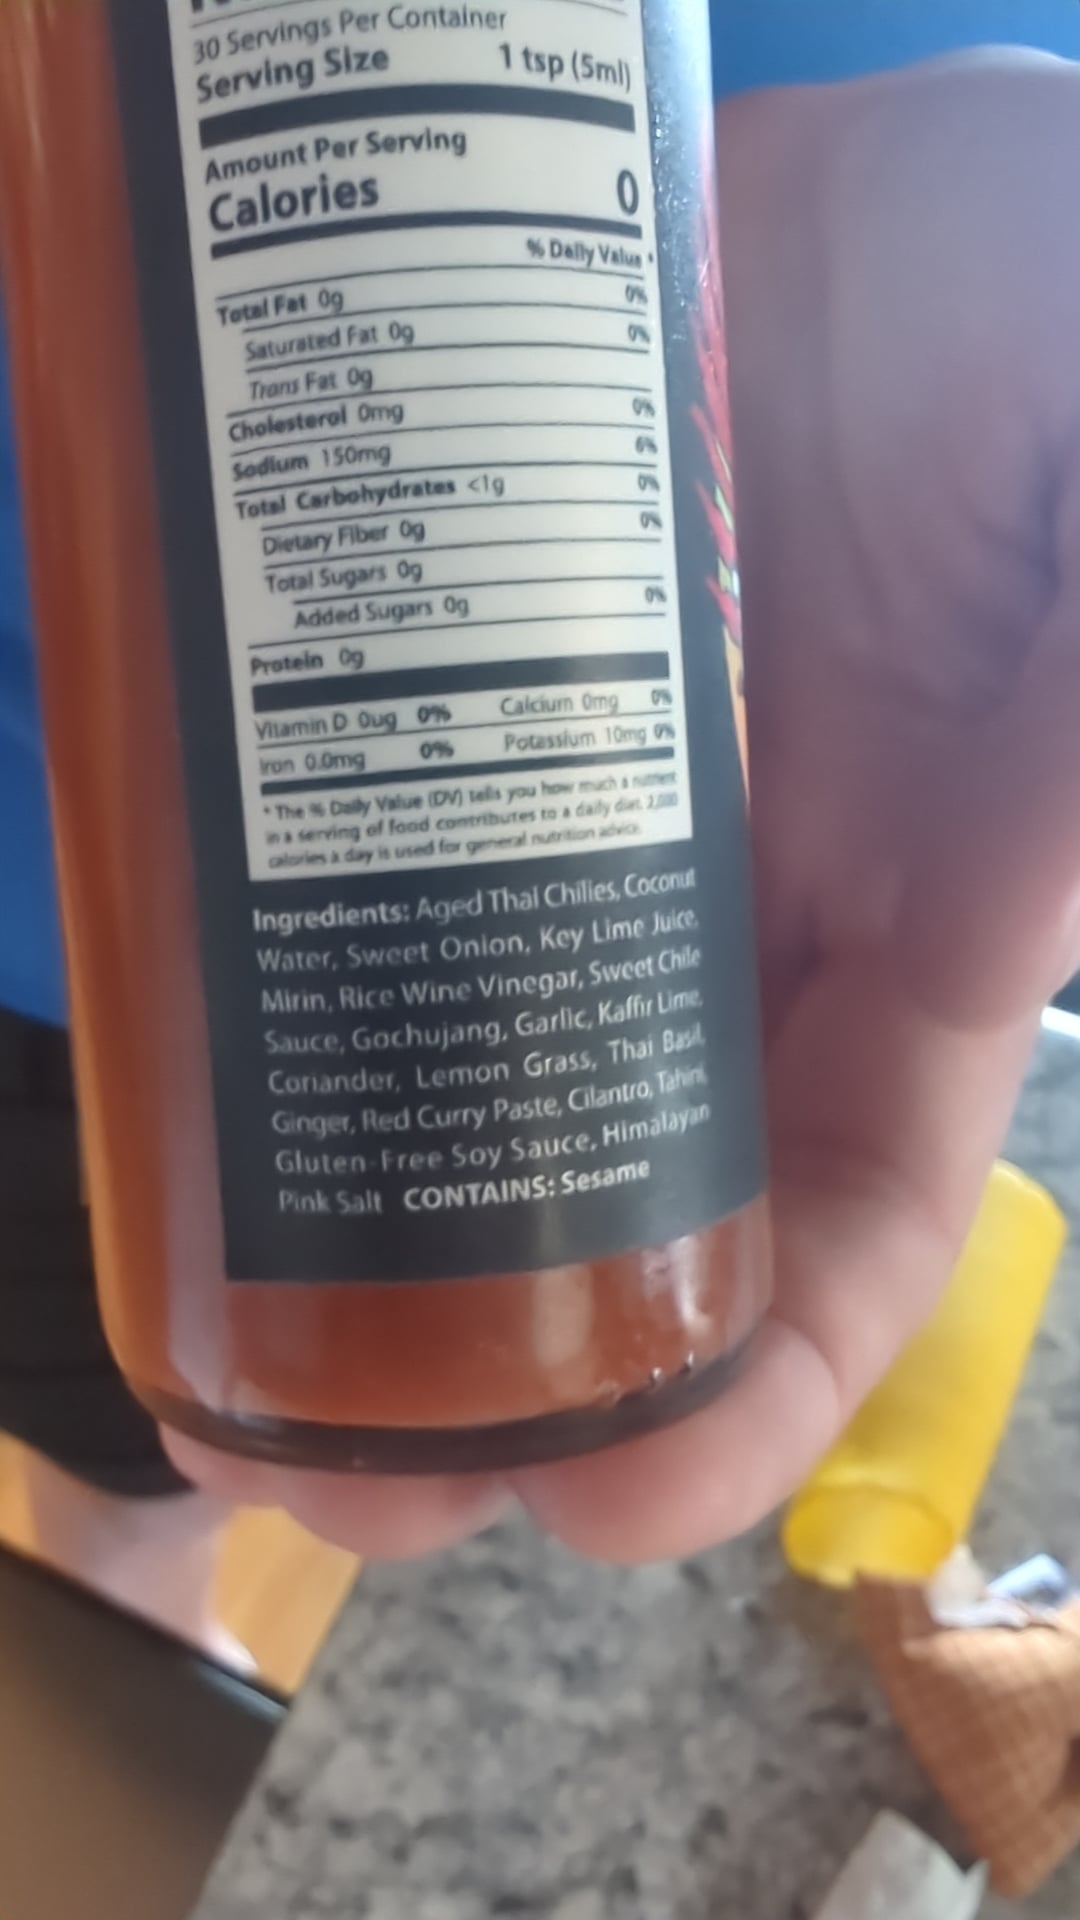 30 Servings Per Container
Serving Size 1 tsp (5ml)
Amount Per Serving
Calories 0
% Daily Value *
Total Fat 0g 0%
Saturated Fat 0g 0%
Trans Fat 0g
Cholesterol 0mg 0%
Sodium 150mg 6%
Total Carbohydrates <1g 0%
Dietary Fiber 0g 0%
Total Sugars 0g
Added Sugars 0g 0%
Protein 0g
Vitamin D 0ug 0% Calcium 0mg 0%
Iron 0.0mg 0% Potassium 10mg 0%
* The % Daily Value (DV) tells you how much a nutrient
in a serving of food contributes to a daily diet. 2,000
calories a day is used for general nutrition advice.
Ingredients: Aged Thai Chilies, Coconut
Water, Sweet Onion, Key Lime Juice,
Mirin, Rice Wine Vinegar, Sweet Chile
Sauce, Gochujang, Garlic, Kaffir Lime,
Coriander, Lemon Grass, Thai Basil,
Ginger, Red Curry Paste, Cilantro, Tahini,
Gluten-Free Soy Sauce, Himalayan
Pink Salt CONTAINS: Sesame